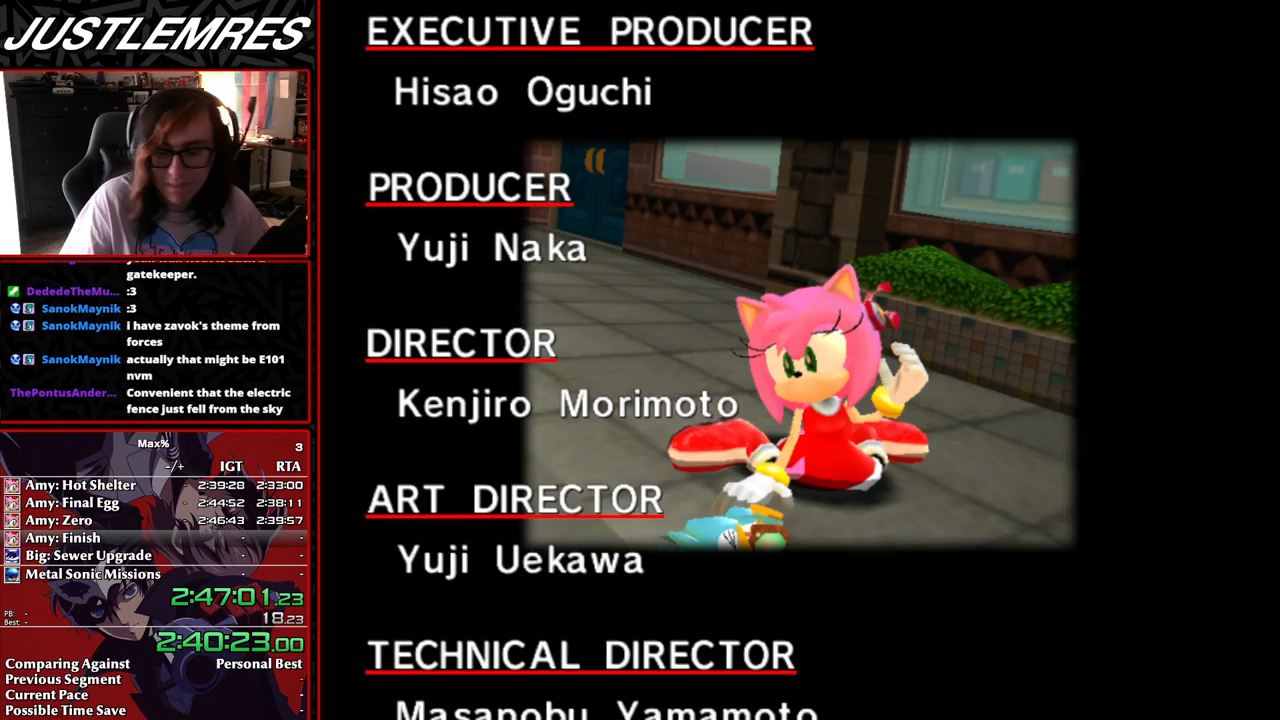 JUSTLEMRES
gatekeeper.
DededeTheMu... :3
SanokMaynik :3
SanokMaynik i have zavok's theme from
forces
SanokMaynik actually that might be E101
nvm
ThePontusAnder... Convenient that the electric
fence just fell from the sky
Max% 3
-/+ IGT RTA
Amy: Hot Shelter - 2:39:28 2:33:00
Amy: Final Egg - 2:44:52 2:38:11
Amy: Zero - 2:46:43 2:39:57
Amy: Finish - -
Big: Sewer Upgrade - -
Metal Sonic Missions - -
2:47:01.23
PB: -
Best: - 18.23
2:40:23.00
Comparing Against Personal Best
Previous Segment -
Current Pace -
Possible Time Save -
EXECUTIVE PRODUCER
Hisao Oguchi
PRODUCER
Yuji Naka
DIRECTOR
Kenjiro Morimoto
ART DIRECTOR
Yuji Uekawa
TECHNICAL DIRECTOR
Masanobu Yamamoto